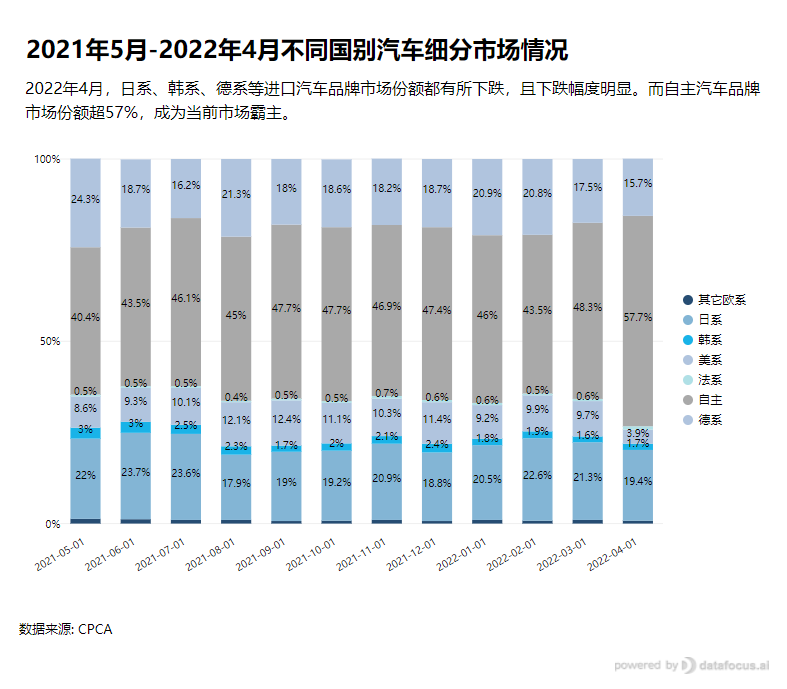 2021年5月-2022年4月不同国别汽车细分市场情况
2022年4月，日系、韩系、德系等进口汽车品牌市场份额都有所下跌，且下跌幅度明显。而自主汽车品牌
市场份额超57%，成为当前市场霸主。
100%
24.3% 18.7% 16.2% 21.3% 18% 18.6% 18.2% 18.7% 20.9% 20.8% 17.5% 15.7%
40.4% 43.5% 46.1% 45% 47.7% 47.7% 46.9% 47.4% 46% 43.5% 48.3% 57.7%
50%
0.5% 0.5% 0.5% 0.4% 0.5% 0.5% 0.7% 0.6% 0.6% 0.5% 0.6%
8.6% 9.3% 10.1% 12.1% 12.4% 11.1% 10.3% 11.4% 9.2% 9.9% 9.7% 3.9%
3% 3% 2.5% 2.3% 1.7% 2% 2.1% 2.4% 1.8% 1.9% 1.6% 1.7%
22% 23.7% 23.6% 17.9% 19% 19.2% 20.9% 18.8% 20.5% 22.6% 21.3% 19.4%
0%
2021-05-01 2021-06-01 2021-07-01 2021-08-01 2021-09-01 2021-10-01 2021-11-01 2021-12-01 2022-01-01 2022-02-01 2022-03-01 2022-04-01
其它欧系
日系
韩系
美系
法系
自主
德系
数据来源: CPCA
powered by datafocus.ai